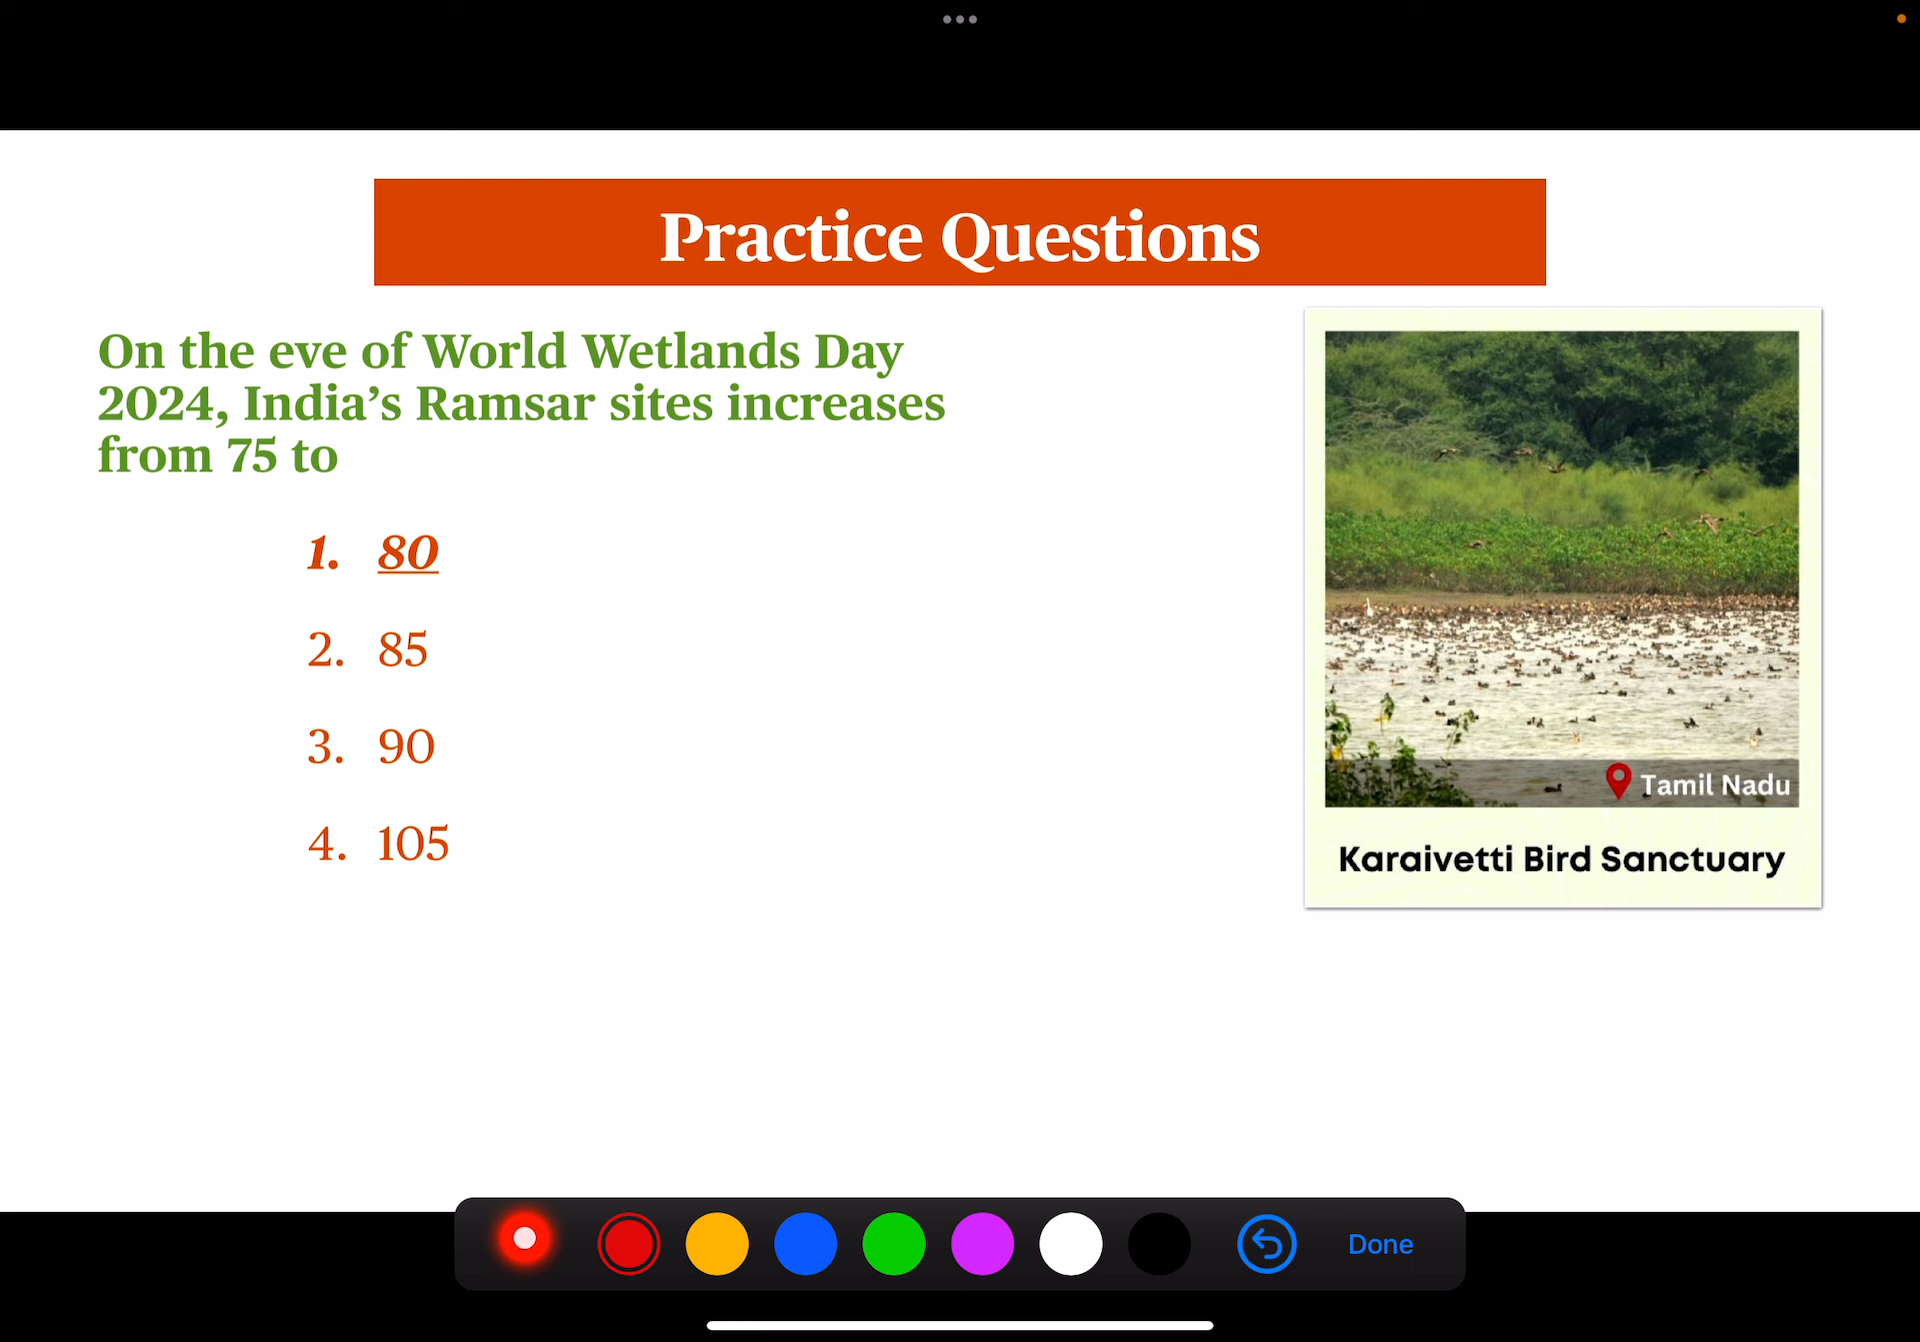 Practice Questions
On the eve of World Wetlands Day
2024, India’s Ramsar sites increases
from 75 to
1. 80
2. 85
3. 90
4. 105
Tamil Nadu
Karaivetti Bird Sanctuary
Done